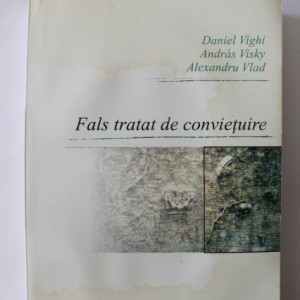 Daniel Vighi
András Visky
Alexandru Vlad
Fals tratat de conviețuire